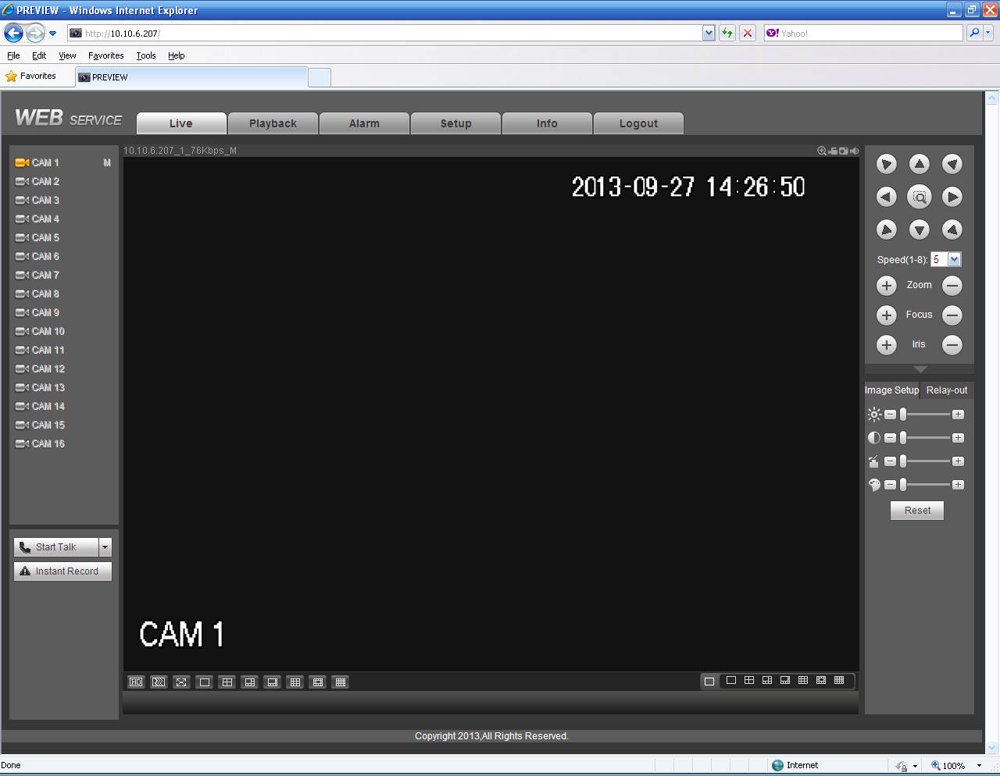 PREVIEW - Windows Internet Explorer
http://10.10.6.207/
Yahoo!
File Edit View Favorites Tools Help
Favorites
PREVIEW
WEB SERVICE
Live Playback Alarm Setup Info Logout
10.10.6.207_1_76Kbps_M
2013-09-27 14:26:50
CAM 1 M
CAM 2
CAM 3
CAM 4
CAM 5
CAM 6
CAM 7
CAM 8
CAM 9
CAM 10
CAM 11
CAM 12
CAM 13
CAM 14
CAM 15
CAM 16
Start Talk
Instant Record
CAM 1
HD
Speed(1-8): 5
Zoom
Focus
Iris
Image Setup Relay-out
Reset
Copyright 2013,All Rights Reserved.
Done
Internet
100%